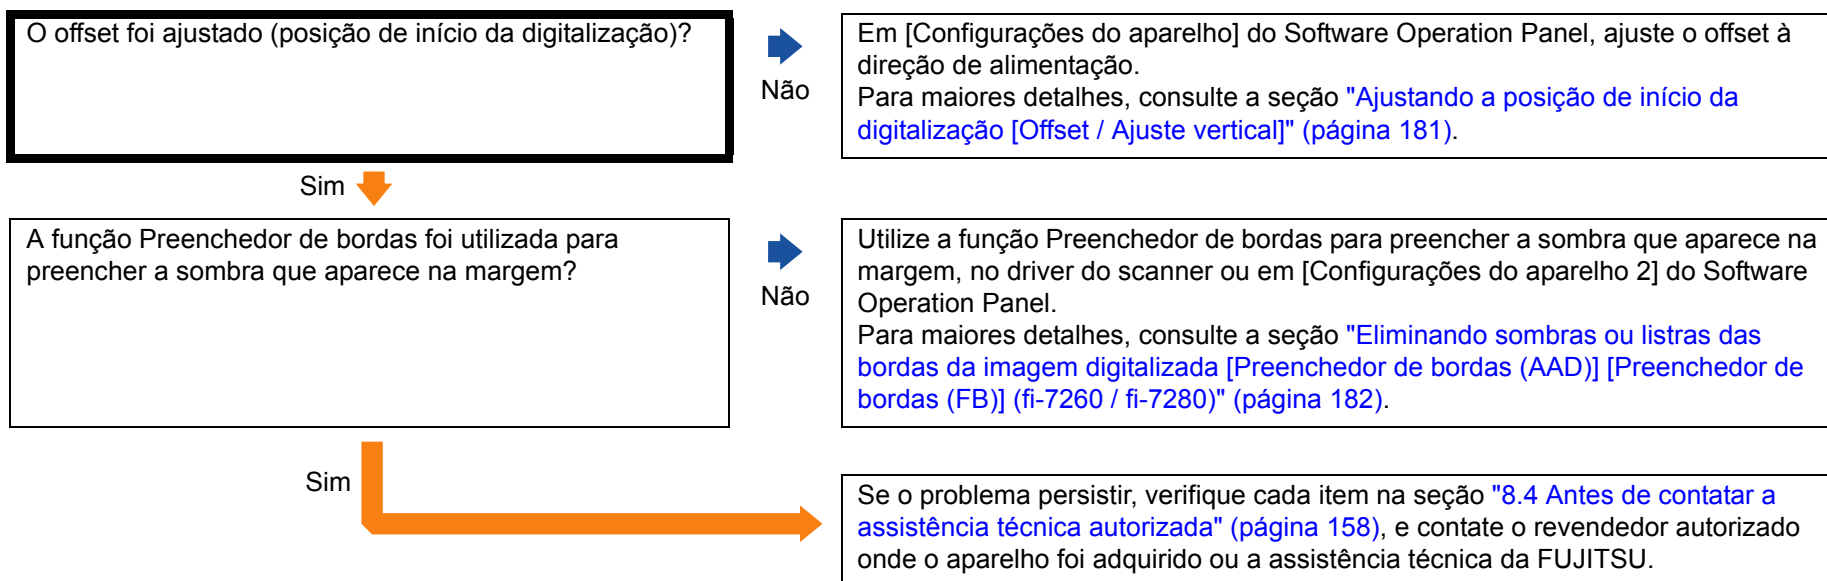 O offset foi ajustado (posição de início da digitalização)?
Não
Em [Configurações do aparelho] do Software Operation Panel, ajuste o offset à
direção de alimentação.
Para maiores detalhes, consulte a seção "Ajustando a posição de início da
digitalização [Offset / Ajuste vertical]" (página 181).
Sim
A função Preenchedor de bordas foi utilizada para
preencher a sombra que aparece na margem?
Não
Utilize a função Preenchedor de bordas para preencher a sombra que aparece na
margem, no driver do scanner ou em [Configurações do aparelho 2] do Software
Operation Panel.
Para maiores detalhes, consulte a seção "Eliminando sombras ou listras das
bordas da imagem digitalizada [Preenchedor de bordas (AAD)] [Preenchedor de
bordas (FB)] (fi-7260 / fi-7280)" (página 182).
Sim
Se o problema persistir, verifique cada item na seção "8.4 Antes de contatar a
assistência técnica autorizada" (página 158), e contate o revendedor autorizado
onde o aparelho foi adquirido ou a assistência técnica da FUJITSU.